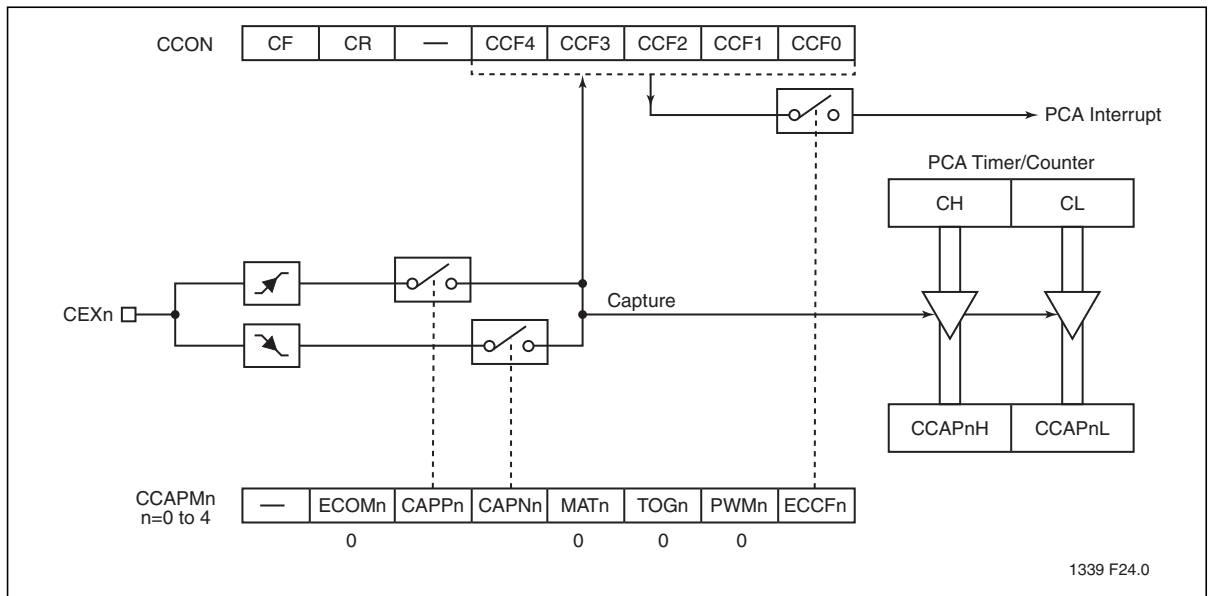 CCON CF CR — CCF4 CCF3 CCF2 CCF1 CCF0
PCA Interrupt
PCA Timer/Counter
CH CL
CEXn
Capture
CCAPnH CCAPnL
CCAPMn
n=0 to 4
— ECOMn CAPPn CAPNn MATn TOGn PWMn ECCFn
0 0 0 0
1339 F24.0